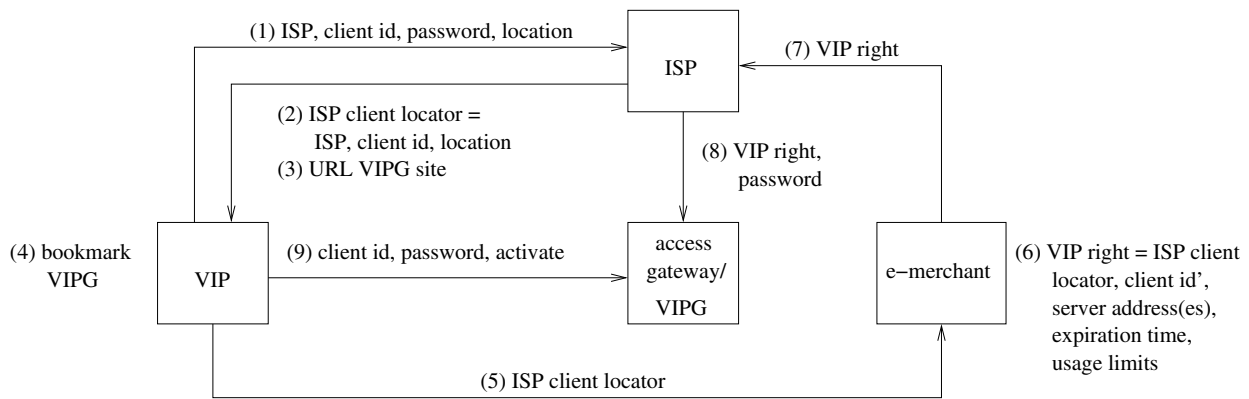 (1) ISP, client id, password, location
ISP
(7) VIP right
(2) ISP client locator =
ISP, client id, location
(3) URL VIPG site
(8) VIP right,
password
(4) bookmark
VIPG
VIP
(9) client id, password, activate
access
gateway/
VIPG
e−merchant
(6) VIP right = ISP client
locator, client id’,
server address(es),
expiration time,
usage limits
(5) ISP client locator